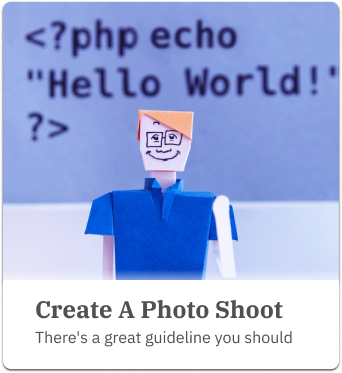 <?php echo
"Hello World!'
?>
Create A Photo Shoot
There's a great guideline you should